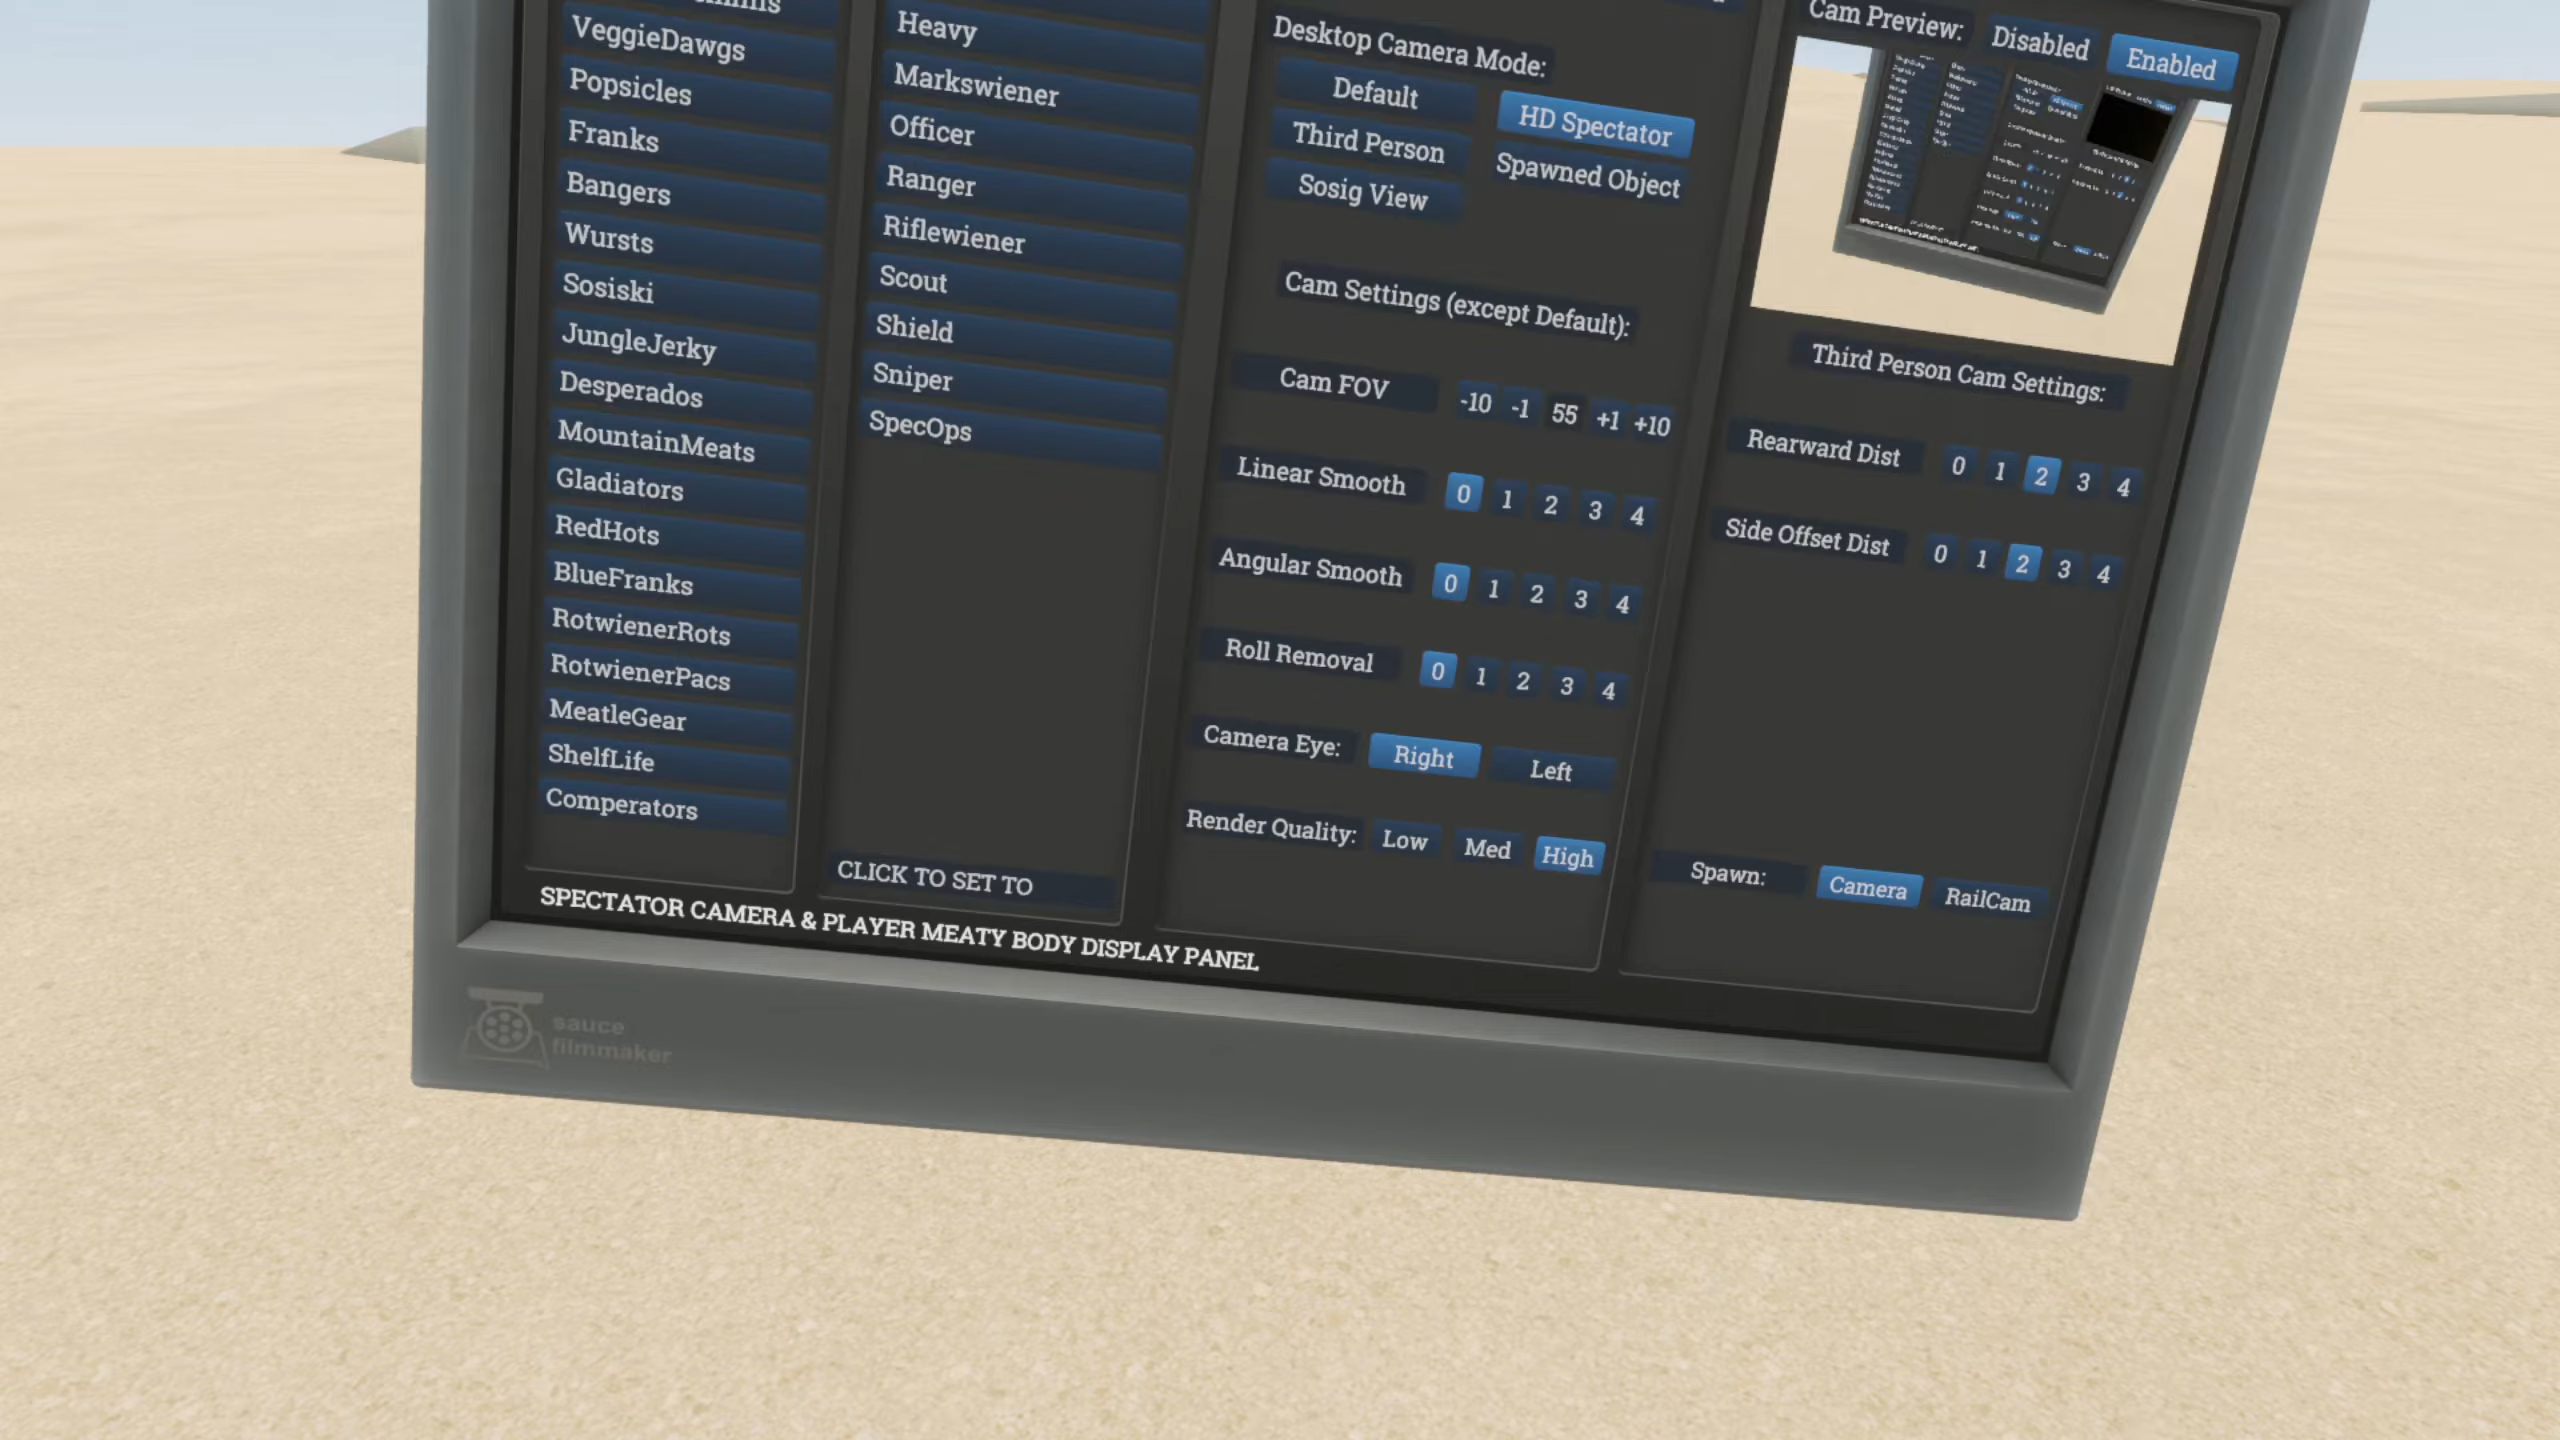 VeggieDawgs
Popsicles
Franks
Bangers
Wursts
Sosiski
JungleJerky
Desperados
MountainMeats
Gladiators
RedHots
BlueFranks
RotwienerRots
RotwienerPacs
MeatleGear
ShelfLife
Comperators
Heavy
Markswiener
Officer
Ranger
Riflewiener
Scout
Shield
Sniper
SpecOps
CLICK TO SET TO
Desktop Camera Mode:
Default HD Spectator
Third Person Spawned Object
Sosig View
Cam Settings (except Default):
Cam FOV -10 -1 55 +1 +10
Linear Smooth 0 1 2 3 4
Angular Smooth 0 1 2 3 4
Roll Removal 0 1 2 3 4
Camera Eye: Right Left
Render Quality: Low Med High
Cam Preview: Disabled Enabled
Third Person Cam Settings:
Rearward Dist 0 1 2 3 4
Side Offset Dist 0 1 2 3 4
Spawn: Camera RailCam
SPECTATOR CAMERA & PLAYER MEATY BODY DISPLAY PANEL
sauce
filmmaker